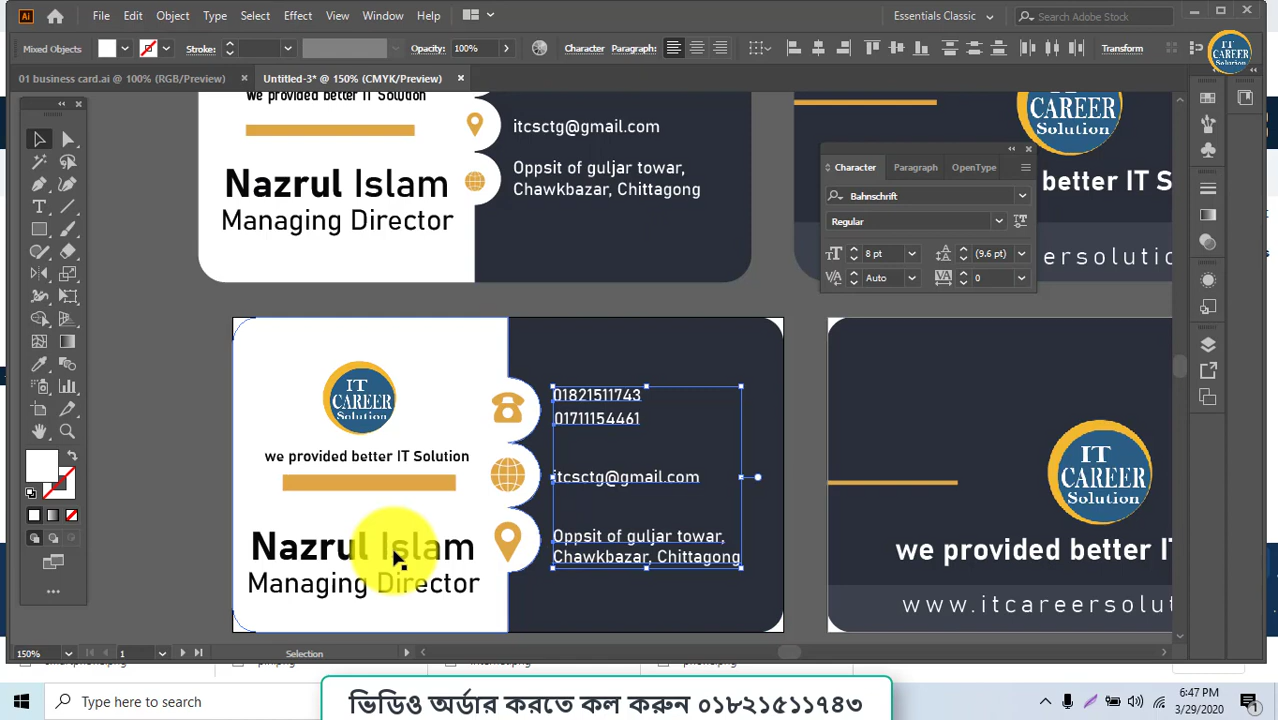 Ai
File
Edit
Object
Type
Select
Effect
View
Window
Help
Essentials Classic
Search Adobe Stock
Mixed Objects
Stroke:
Opacity:
100%
Character
Paragraph:
Transform
01 business card.ai @ 100% (RGB/Preview)
Untitled-3* @ 150% (CMYK/Preview)
IT
CAREER
Solution
we provided better IT Solution
itcsctg@gmail.com
Oppsit of guljar towar,
Chawkbazar, Chittagong
Nazrul Islam
Managing Director
CAREER
Solution
better IT S
ersolutio
Character
Paragraph
OpenType
Bahnschrift
Regular
8 pt
(9.6 pt)
Auto
0
IT
CAREER
Solution
we provided better IT Solution
Nazrul Islam
Managing Director
01821511743
01711154461
itcsctg@gmail.com
Oppsit of guljar towar,
Chawkbazar, Chittagong
IT
CAREER
Solution
we provided better IT
www.itcareersolut
150%
1
Selection
Type here to search
ভিডিও অর্ডার করতে কল করুন ০১৮২১৫১১৭৪৩
6:47 PM
3/29/2020